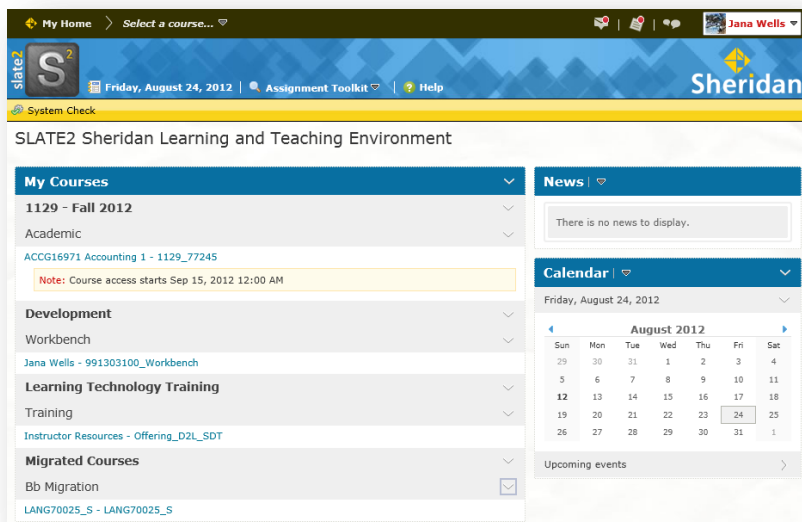 My Home
Select a course...
Jana Wells
slate2
S2
Friday, August 24, 2012 | Assignment Toolkit | Help
Sheridan
System Check
SLATE2 Sheridan Learning and Teaching Environment
My Courses
1129 - Fall 2012
Academic
ACCG16971 Accounting 1 - 1129_77245
Note: Course access starts Sep 15, 2012 12:00 AM
Development
Workbench
Jana Wells - 991303100_Workbench
Learning Technology Training
Training
Instructor Resources - Offering_D2L_SDT
Migrated Courses
Bb Migration
LANG70025_S - LANG70025_S
News
There is no news to display.
Calendar
Friday, August 24, 2012
August 2012
Sun Mon Tue Wed Thu Fri Sat
29 30 31 1 2 3 4
5 6 7 8 9 10 11
12 13 14 15 16 17 18
19 20 21 22 23 24 25
26 27 28 29 30 31 1
Upcoming events